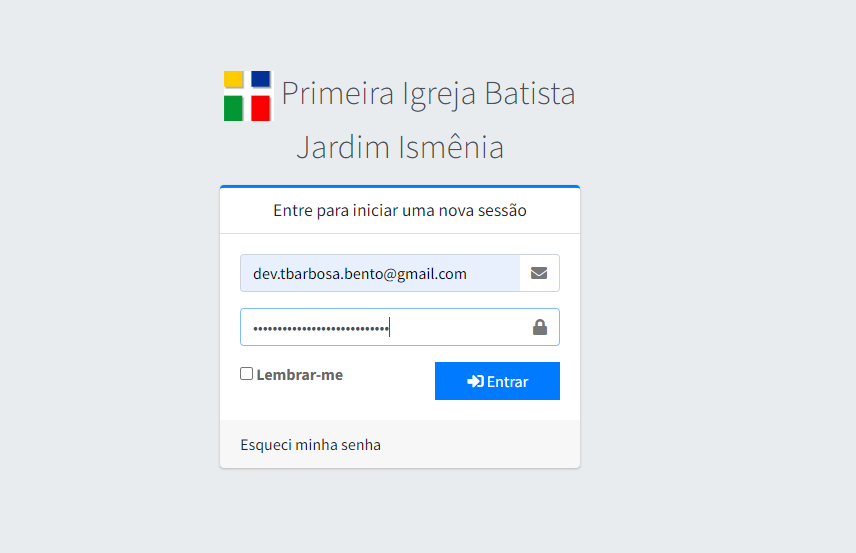 Primeira Igreja Batista
Jardim Ismênia
Entre para iniciar uma nova sessão
dev.tbarbosa.bento@gmail.com
••••••••••••••••••••••••••••
Lembrar-me
Entrar
Esqueci minha senha